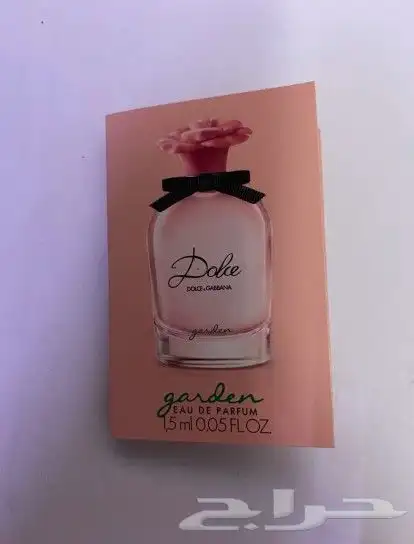 Dolce
DOLCE & GABBANA
garden
garden
EAU DE PARFUM
1,5 ml 0.05 FL.OZ.
حراج